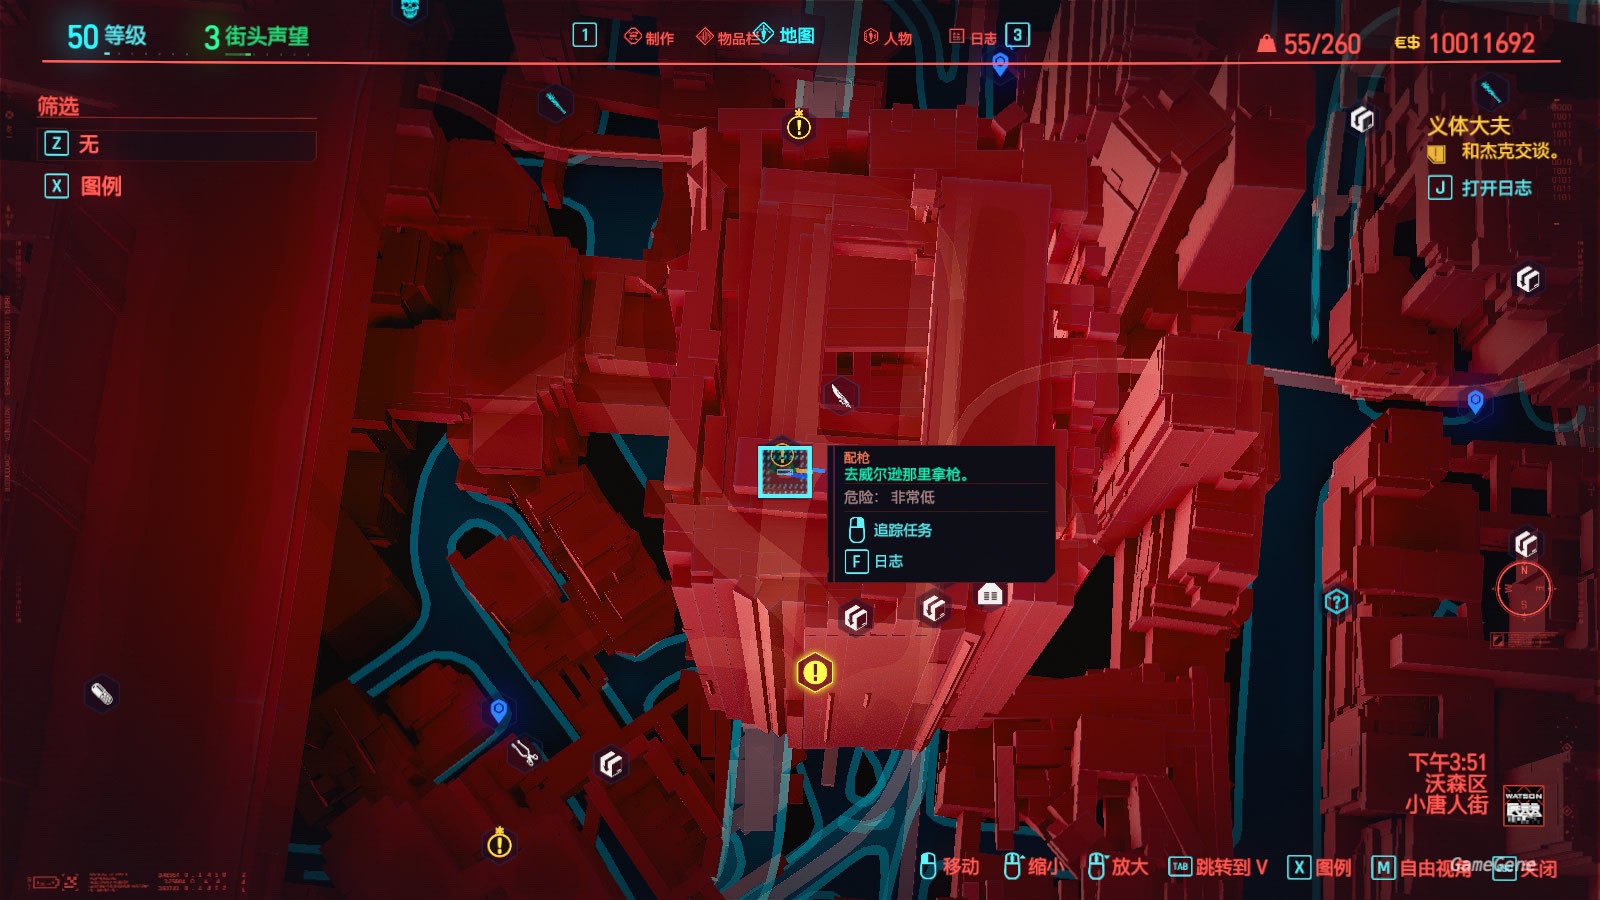 50 等级
3 街头声望
1
制作
物品栏
地图
人物
日志
3
55/260
€$ 10011692
筛选
Z 无
X 图例
义体大夫
和杰克交谈。
J 打开日志
配枪
去威尔逊那里拿枪。
危险： 非常低
追踪任务
F 日志
N
W E
S
下午3:51
沃森区
小唐人街
WATSON
移动
缩小
放大
TAB 跳转到 V
X 图例
M 自由视角
关闭
GameGene